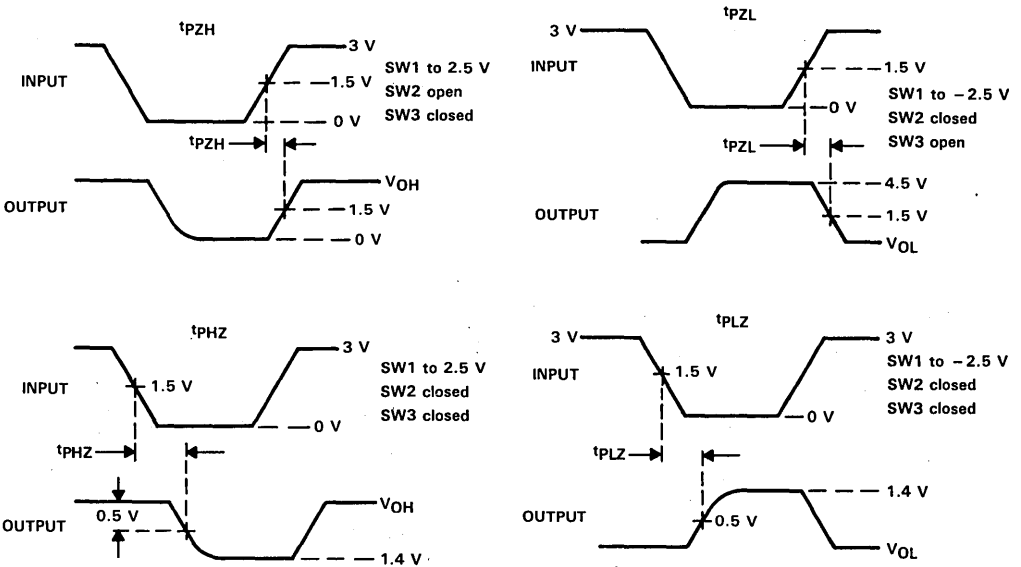 tPZH
INPUT
3 V
1.5 V
0 V
SW1 to 2.5 V
SW2 open
SW3 closed
tPZH
OUTPUT
VOH
1.5 V
0 V
tPZL
3 V
INPUT
1.5 V
0 V
SW1 to −2.5 V
SW2 closed
SW3 open
tPZL
OUTPUT
4.5 V
1.5 V
VOL
tPHZ
INPUT
3 V
1.5 V
0 V
SW1 to 2.5 V
SW2 closed
SW3 closed
tPHZ
OUTPUT
0.5 V
VOH
1.4 V
tPLZ
3 V
INPUT
1.5 V
0 V
3 V
SW1 to −2.5 V
SW2 closed
SW3 closed
tPLZ
OUTPUT
0.5 V
1.4 V
VOL